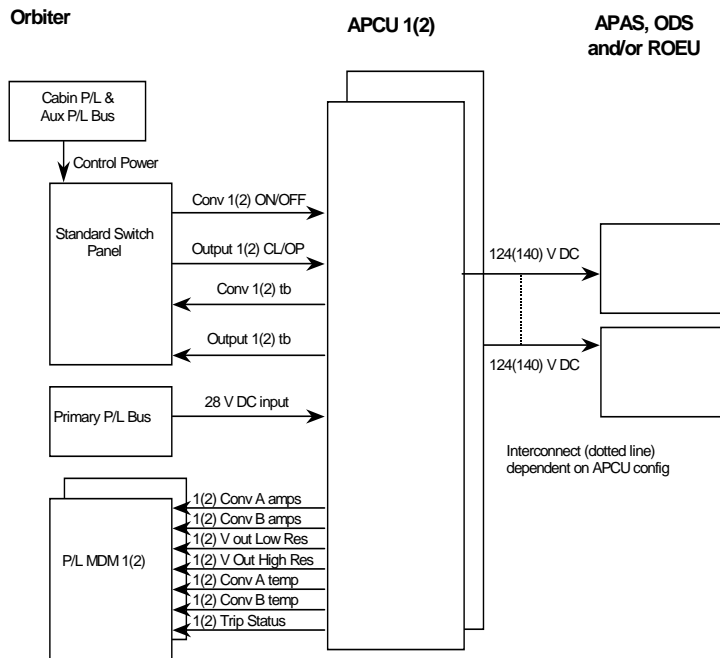 Orbiter
APCU 1(2)
APAS, ODS
and/or ROEU
Cabin P/L &
Aux P/L Bus
Control Power
Standard Switch
Panel
Conv 1(2) ON/OFF
Output 1(2) CL/OP
Conv 1(2) tb
Output 1(2) tb
124(140) V DC
124(140) V DC
Primary P/L Bus
28 V DC input
Interconnect (dotted line)
dependent on APCU config
P/L MDM 1(2)
1(2) Conv A amps
1(2) Conv B amps
1(2) V out Low Res
1(2) V Out High Res
1(2) Conv A temp
1(2) Conv B temp
1(2) Trip Status